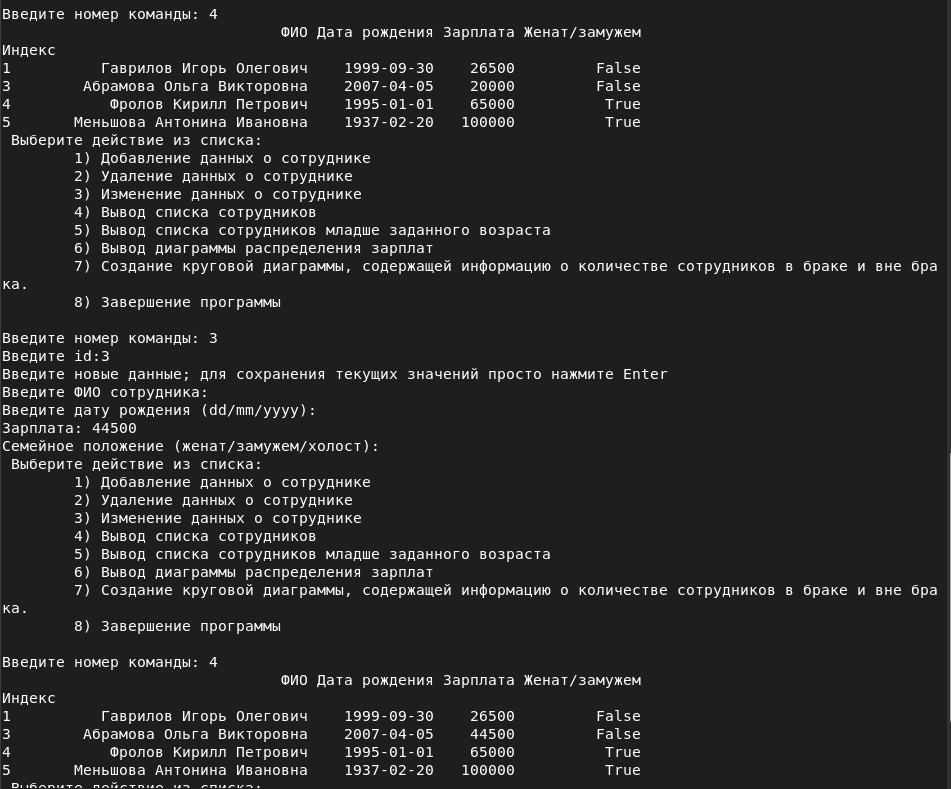 Введите номер команды: 4
ФИО Дата рождения Зарплата Женат/замужем
Индекс
1 Гаврилов Игорь Олегович 1999-09-30 26500 False
3 Абрамова Ольга Викторовна 2007-04-05 20000 False
4 Фролов Кирилл Петрович 1995-01-01 65000 True
5 Меньшова Антонина Ивановна 1937-02-20 100000 True
Выберите действие из списка:
1) Добавление данных о сотруднике
2) Удаление данных о сотруднике
3) Изменение данных о сотруднике
4) Вывод списка сотрудников
5) Вывод списка сотрудников младше заданного возраста
6) Вывод диаграммы распределения зарплат
7) Создание круговой диаграммы, содержащей информацию о количестве сотрудников в браке и вне бра
ка.
8) Завершение программы
Введите номер команды: 3
Введите id:3
Введите новые данные; для сохранения текущих значений просто нажмите Enter
Введите ФИО сотрудника:
Введите дату рождения (dd/mm/yyyy):
Зарплата: 44500
Семейное положение (женат/замужем/холост):
Выберите действие из списка:
1) Добавление данных о сотруднике
2) Удаление данных о сотруднике
3) Изменение данных о сотруднике
4) Вывод списка сотрудников
5) Вывод списка сотрудников младше заданного возраста
6) Вывод диаграммы распределения зарплат
7) Создание круговой диаграммы, содержащей информацию о количестве сотрудников в браке и вне бра
ка.
8) Завершение программы
Введите номер команды: 4
ФИО Дата рождения Зарплата Женат/замужем
Индекс
1 Гаврилов Игорь Олегович 1999-09-30 26500 False
3 Абрамова Ольга Викторовна 2007-04-05 44500 False
4 Фролов Кирилл Петрович 1995-01-01 65000 True
5 Меньшова Антонина Ивановна 1937-02-20 100000 True
Выберите действие из списка: